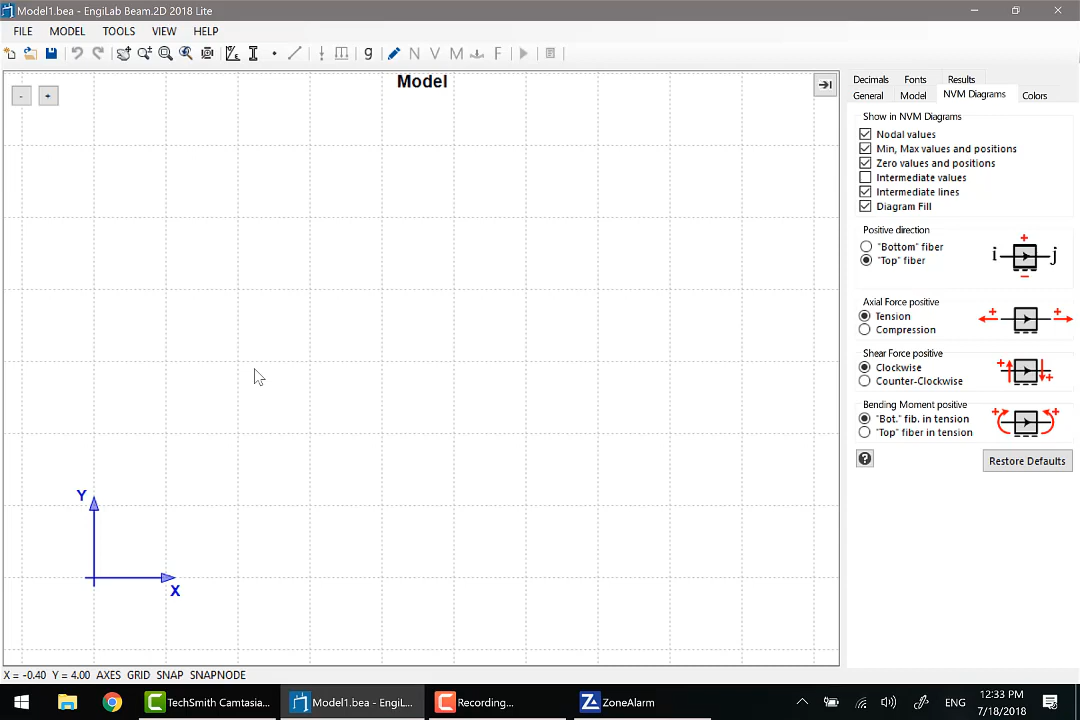 Model1.bea - EngiLab Beam.2D 2018 Lite
FILE MODEL TOOLS VIEW HELP
g N V M F
Model
- +
Decimals Fonts Results
General Model NVM Diagrams Colors
Show in NVM Diagrams
Nodal values
Min, Max values and positions
Zero values and positions
Intermediate values
Intermediate lines
Diagram Fill
Positive direction
"Bottom" fiber
"Top" fiber
+
i j
−
Axial Force positive
Tension
Compression
+ +
Shear Force positive
Clockwise
Counter-Clockwise
+ +
Bending Moment positive
"Bot." fib. in tension
"Top" fiber in tension
+ +
? Restore Defaults
Y
X
X = -0.40 Y = 4.00 AXES GRID SNAP SNAPNODE
TechSmith Camtasia... Model1.bea - EngiL... Recording... ZoneAlarm ENG
12:33 PM
7/18/2018